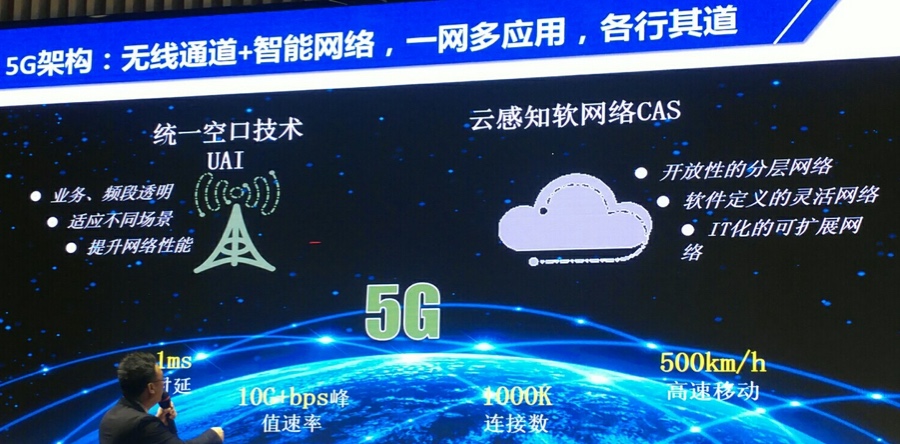 5G架构：无线通道+智能网络，一网多应用，各行其道
统一空口技术
UAI
业务、频段透明
适应不同场景
提升网络性能
云感知软网络CAS
开放性的分层网络
软件定义的灵活网络
IT化的可扩展网
络
5G
1ms
时延
10G+bps峰
值速率
1000K
连接数
500km/h
高速移动